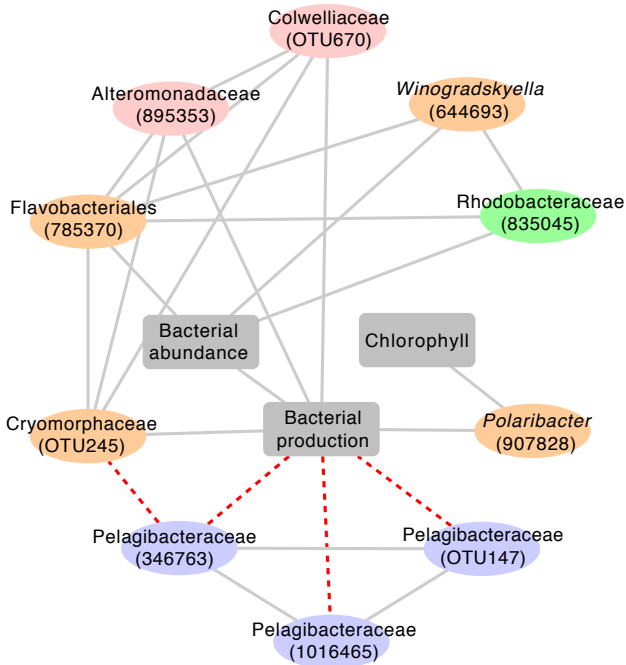 Colwelliaceae
(OTU670)
Alteromonadaceae
(895353)
Winogradskyella
(644693)
Flavobacteriales
(785370)
Rhodobacteraceae
(835045)
Bacterial
abundance
Chlorophyll
Cryomorphaceae
(OTU245)
Bacterial
production
Polaribacter
(907828)
Pelagibacteraceae
(346763)
Pelagibacteraceae
(OTU147)
Pelagibacteraceae
(1016465)